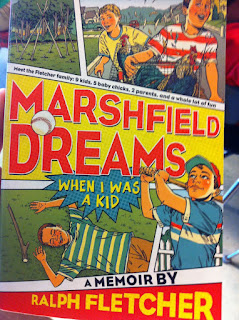 Meet the Fletcher family: 9 kids, 5 baby chicks, 2 parents, and a whole lot of fun
MARSHFIELD
DREAMS
WHEN I WAS
A KID
A MEMOIR BY
RALPH FLETCHER